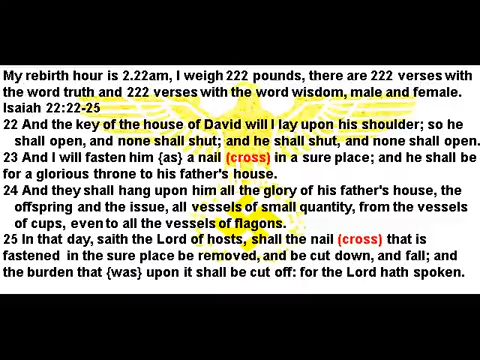 My rebirth hour is 2.22am, I weigh 222 pounds, there are 222 verses with
the word truth and 222 verses with the word wisdom, male and female.
Isaiah 22:22-25
22 And the key of the house of David will I lay upon his shoulder; so he
shall open, and none shall shut; and he shall shut, and none shall open.
23 And I will fasten him {as} a nail (cross) in a sure place; and he shall be
for a glorious throne to his father's house.
24 And they shall hang upon him all the glory of his father's house, the
offspring and the issue, all vessels of small quantity, from the vessels
of cups, even to all the vessels of flagons.
25 In that day, saith the Lord of hosts, shall the nail (cross) that is
fastened in the sure place be removed, and be cut down, and fall; and
the burden that {was} upon it shall be cut off: for the Lord hath spoken.